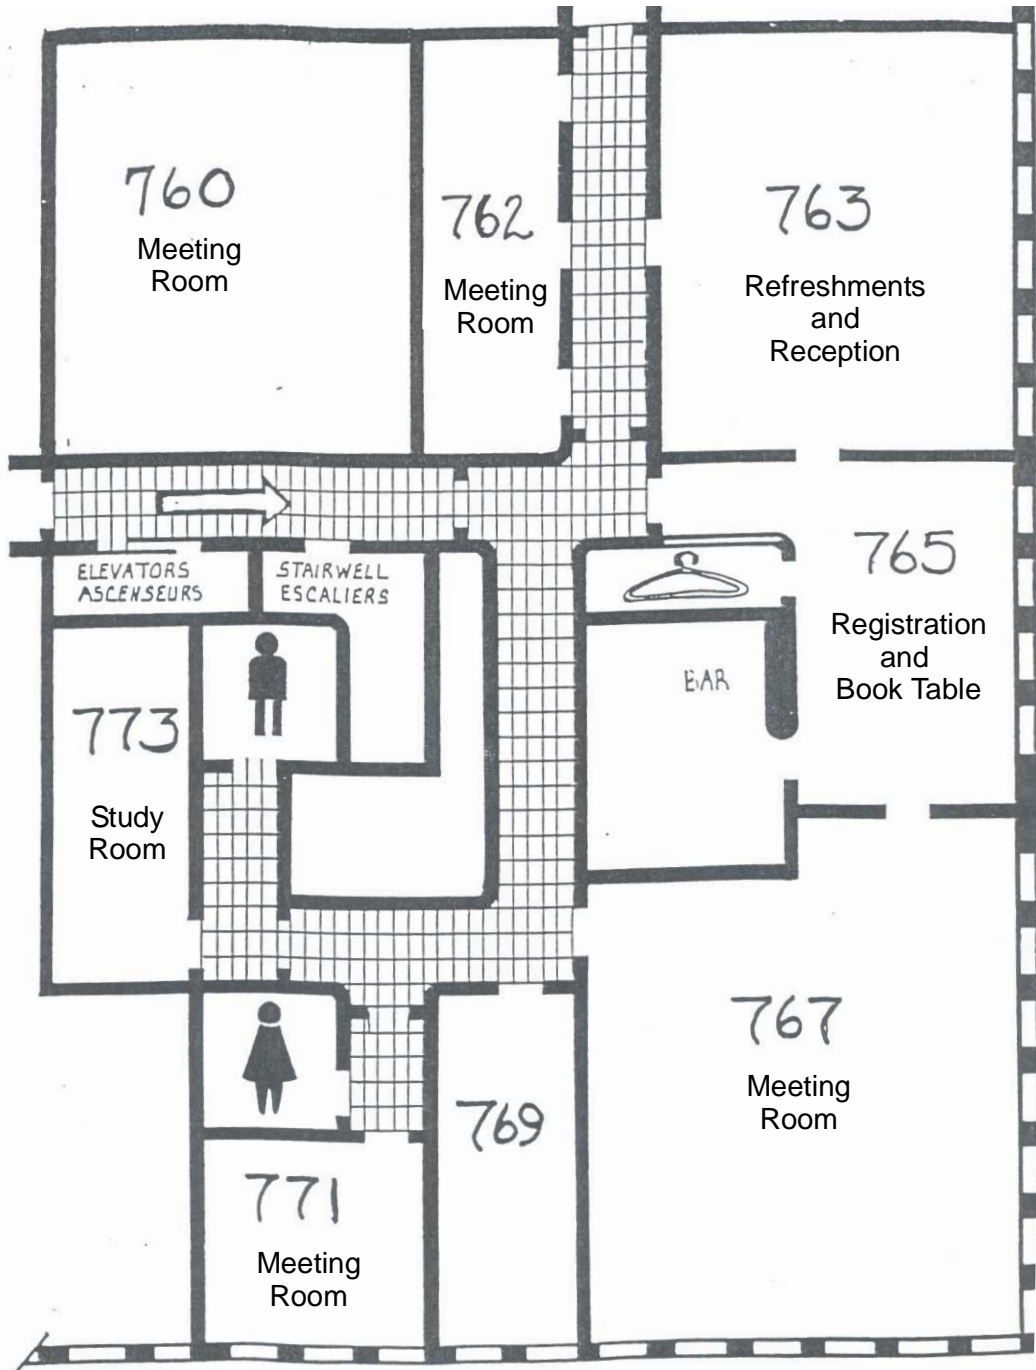 760
Meeting
Room
762
Meeting
Room
763
Refreshments
and
Reception
ELEVATORS
ASCENSEURS
STAIRWELL
ESCALIERS
765
Registration
and
Book Table
BAR
773
Study
Room
767
Meeting
Room
769
771
Meeting
Room